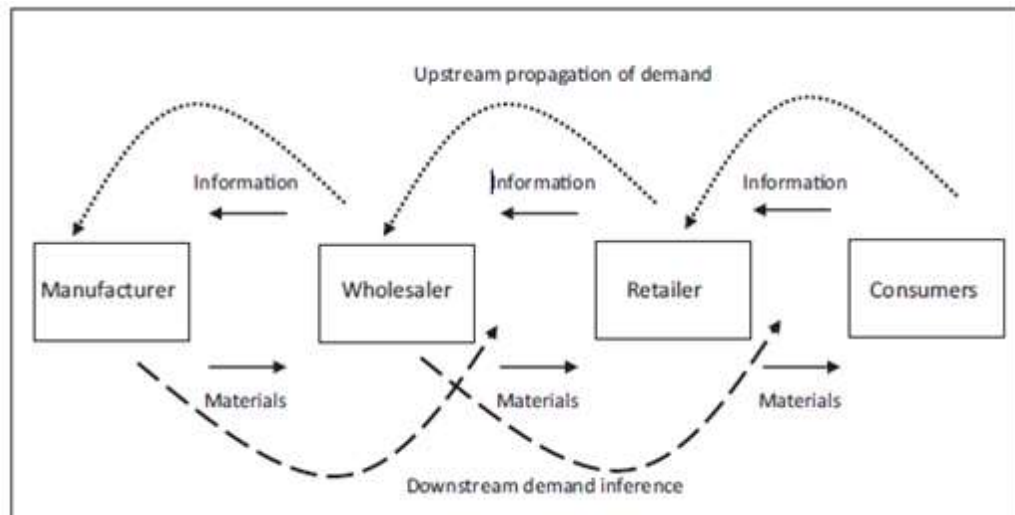 Upstream propagation of demand
Information
Information
Information
Manufacturer
Wholesaler
Retailer
Consumers
Materials
Materials
Materials
Downstream demand inference